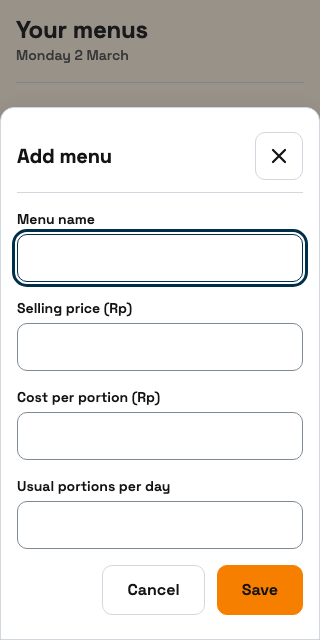 Your menus
Monday 2 March
Add menu
Menu name
Selling price (Rp)
Cost per portion (Rp)
Usual portions per day
Cancel
Save